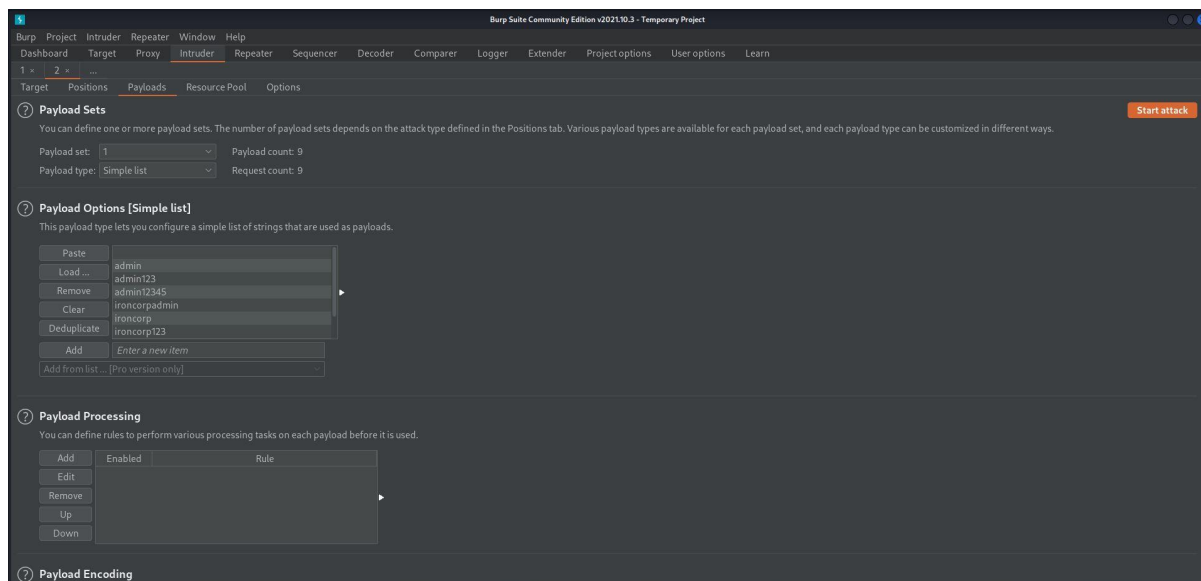 Burp Suite Community Edition v2021.10.3 - Temporary Project
Burp Project Intruder Repeater Window Help
Dashboard Target Proxy Intruder Repeater Sequencer Decoder Comparer Logger Extender Project options User options Learn
1 × 2 × ...
Target Positions Payloads Resource Pool Options
? Payload Sets
Start attack
You can define one or more payload sets. The number of payload sets depends on the attack type defined in the Positions tab. Various payload types are available for each payload set, and each payload type can be customized in different ways.
Payload set: 1 Payload count: 9
Payload type: Simple list Request count: 9
? Payload Options [Simple list]
This payload type lets you configure a simple list of strings that are used as payloads.
Paste
Load ...
Remove
Clear
Deduplicate
admin
admin123
admin12345
ironcorpadmin
ironcorp
ironcorp123
Add Enter a new item
Add from list ... [Pro version only]
? Payload Processing
You can define rules to perform various processing tasks on each payload before it is used.
Add Enabled Rule
Edit
Remove
Up
Down
? Payload Encoding